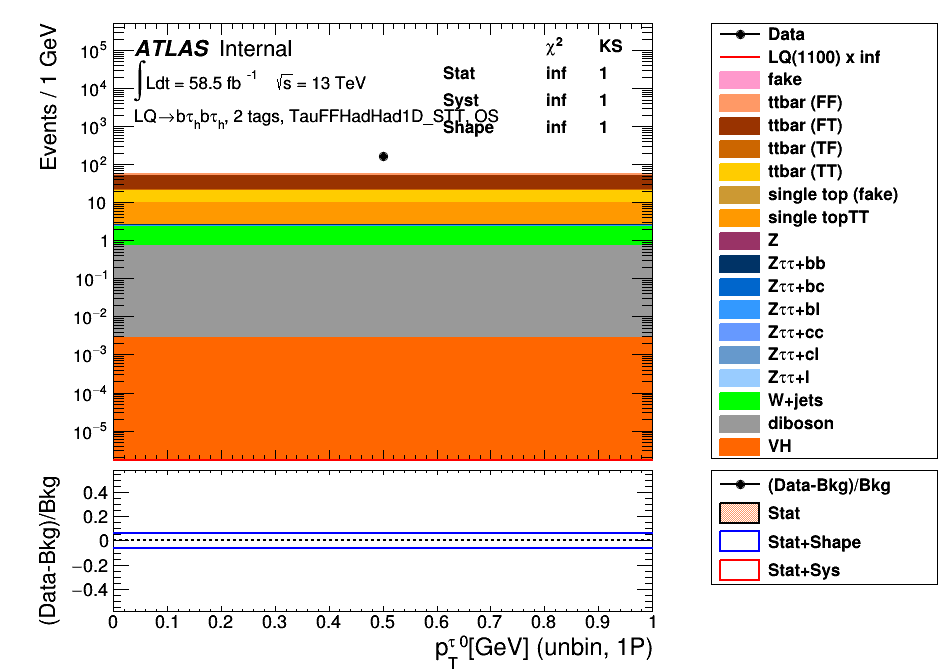 Events / 1 GeV
10⁵
10⁴
10³
10²
10
1
10⁻¹
10⁻²
10⁻³
10⁻⁴
10⁻⁵
ATLAS Internal
∫Ldt = 58.5 fb⁻¹ √s = 13 TeV
LQ→bτₕbτₕ, 2 tags, TauFFHadHad1D_STT, OS
χ² KS
Stat inf 1
Syst inf 1
Shape inf 1
Data
LQ(1100) x inf
fake
ttbar (FF)
ttbar (FT)
ttbar (TF)
ttbar (TT)
single top (fake)
single topTT
Z
Zττ+bb
Zττ+bc
Zττ+bl
Zττ+cc
Zττ+cl
Zττ+l
W+jets
diboson
VH
(Data-Bkg)/Bkg
0.4
0.2
0
−0.2
−0.4
0 0.1 0.2 0.3 0.4 0.5 0.6 0.7 0.8 0.9 1
p_T^τ0[GeV] (unbin, 1P)
(Data-Bkg)/Bkg
Stat
Stat+Shape
Stat+Sys